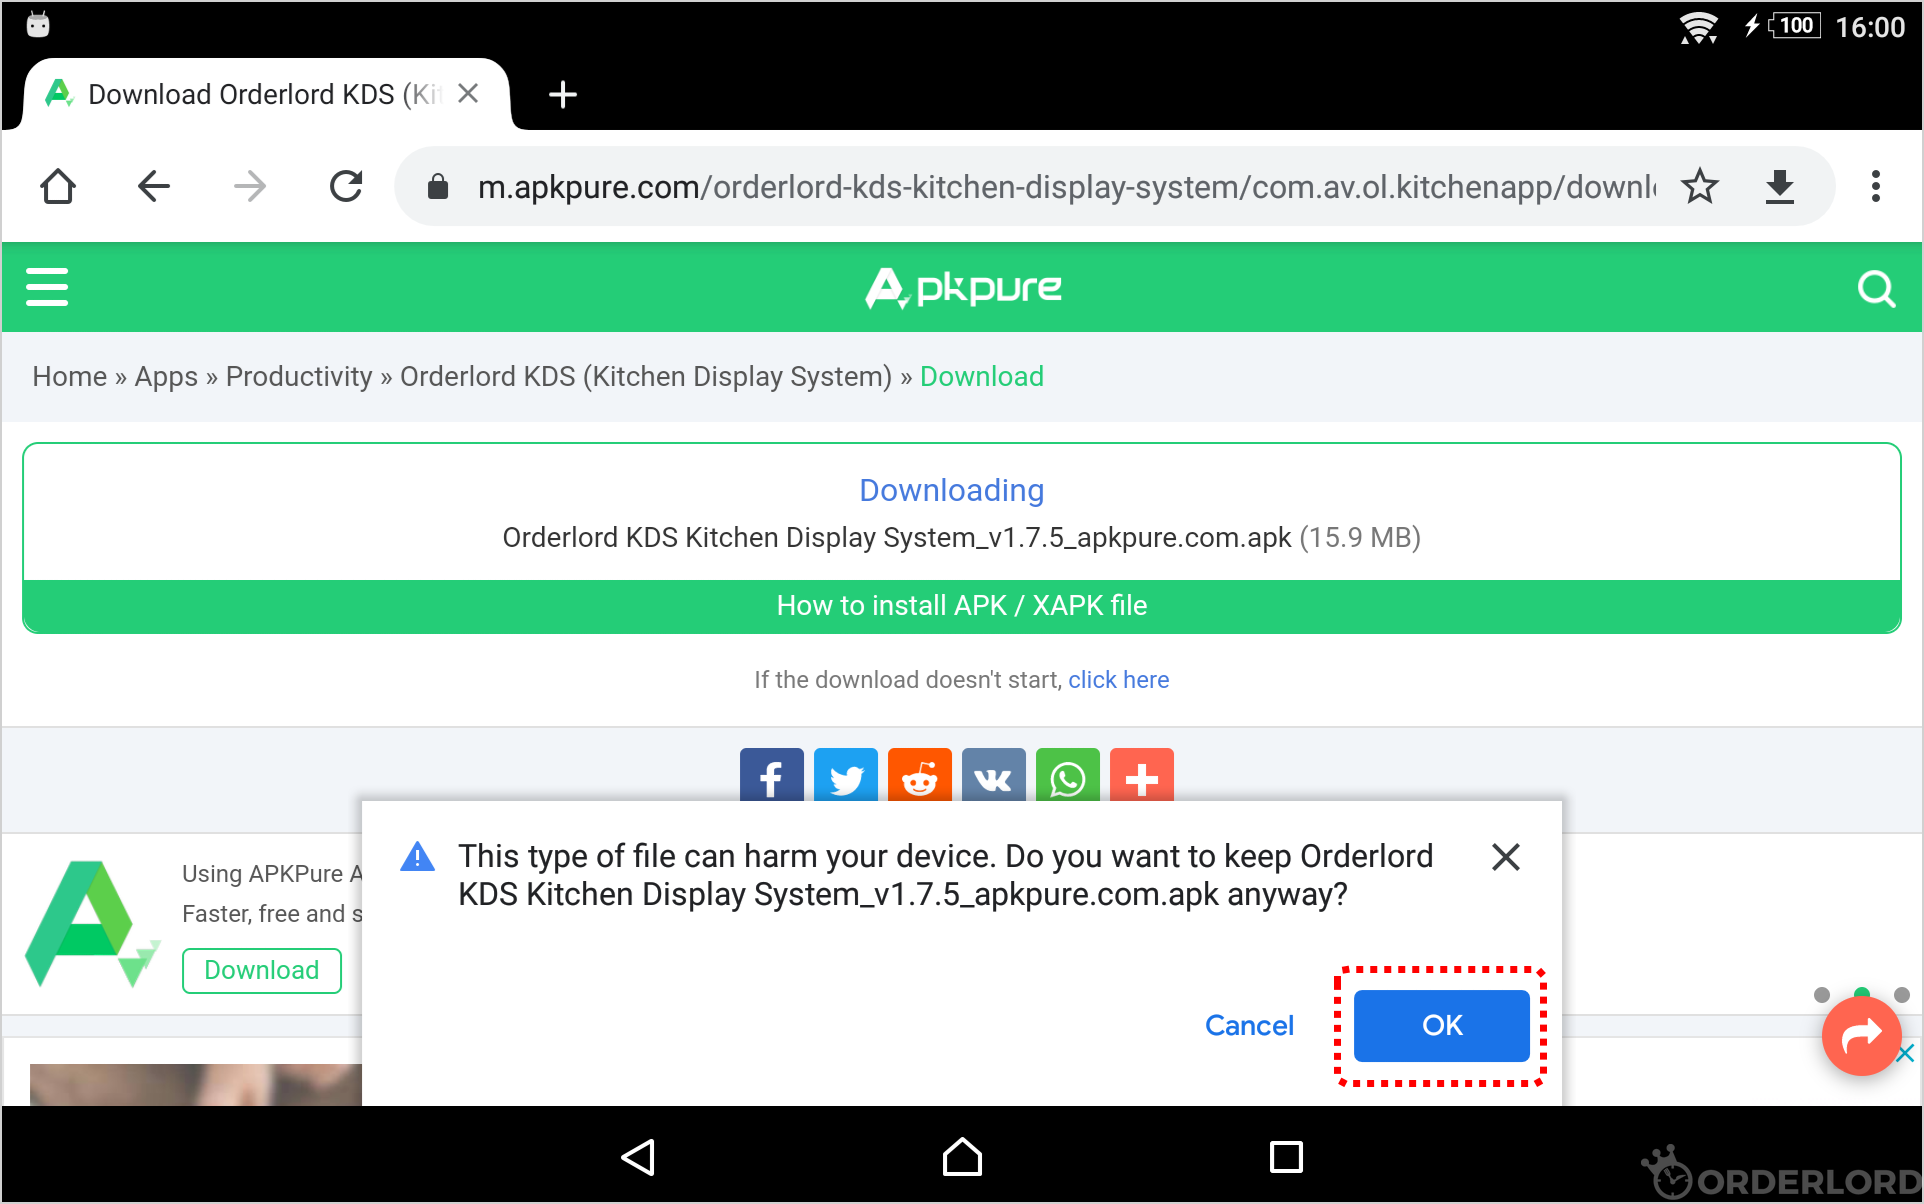 100 16:00
Download Orderlord KDS (Kit
m.apkpure.com/orderlord-kds-kitchen-display-system/com.av.ol.kitchenapp/downl
Apkpure
Home » Apps » Productivity » Orderlord KDS (Kitchen Display System) » Download
Downloading
Orderlord KDS Kitchen Display System_v1.7.5_apkpure.com.apk (15.9 MB)
How to install APK / XAPK file
If the download doesn't start, click here
Using APKPure A
Faster, free and s
Download
This type of file can harm your device. Do you want to keep Orderlord
KDS Kitchen Display System_v1.7.5_apkpure.com.apk anyway?
Cancel OK
ORDERLORD